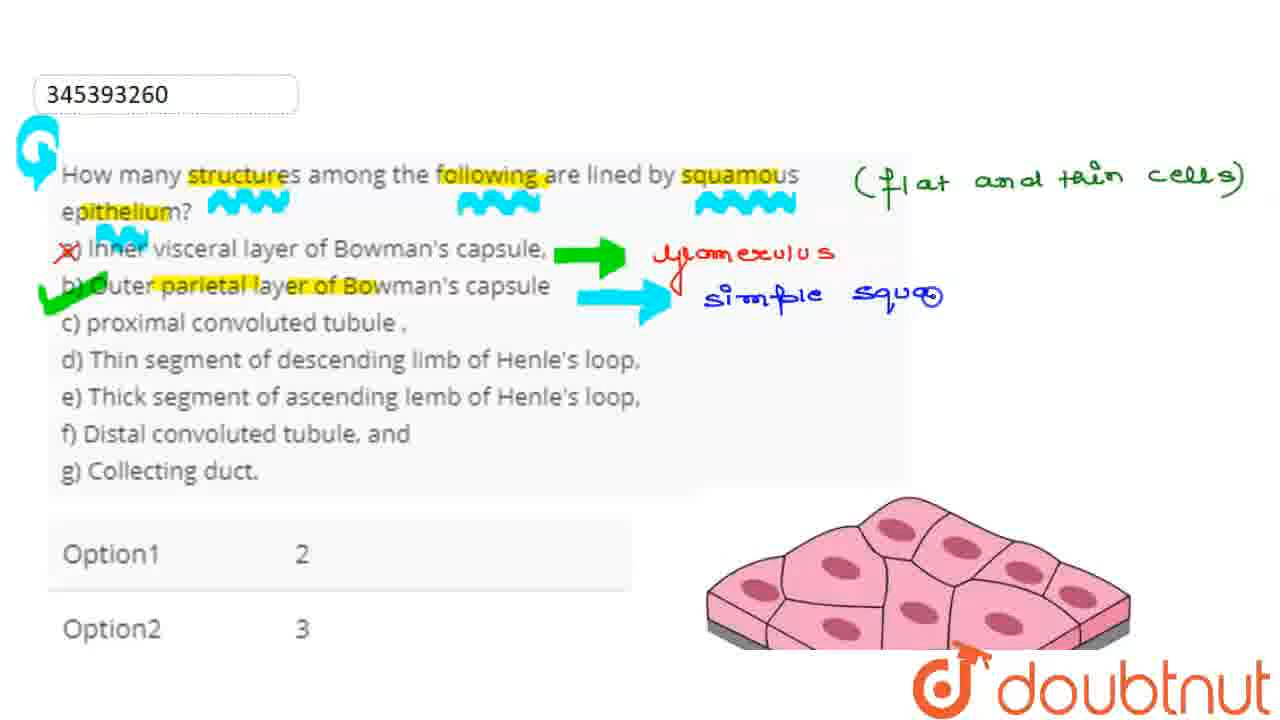 345393260
How many structures among the following are lined by squamous (flat and thin cells)
epithelium?
a) Inner visceral layer of Bowman's capsule, glomerulus
b) Outer parietal layer of Bowman's capsule simple squa
c) proximal convoluted tubule ,
d) Thin segment of descending limb of Henle's loop,
e) Thick segment of ascending lemb of Henle's loop,
f) Distal convoluted tubule, and
g) Collecting duct.
Option1 2
Option2 3
doubtnut